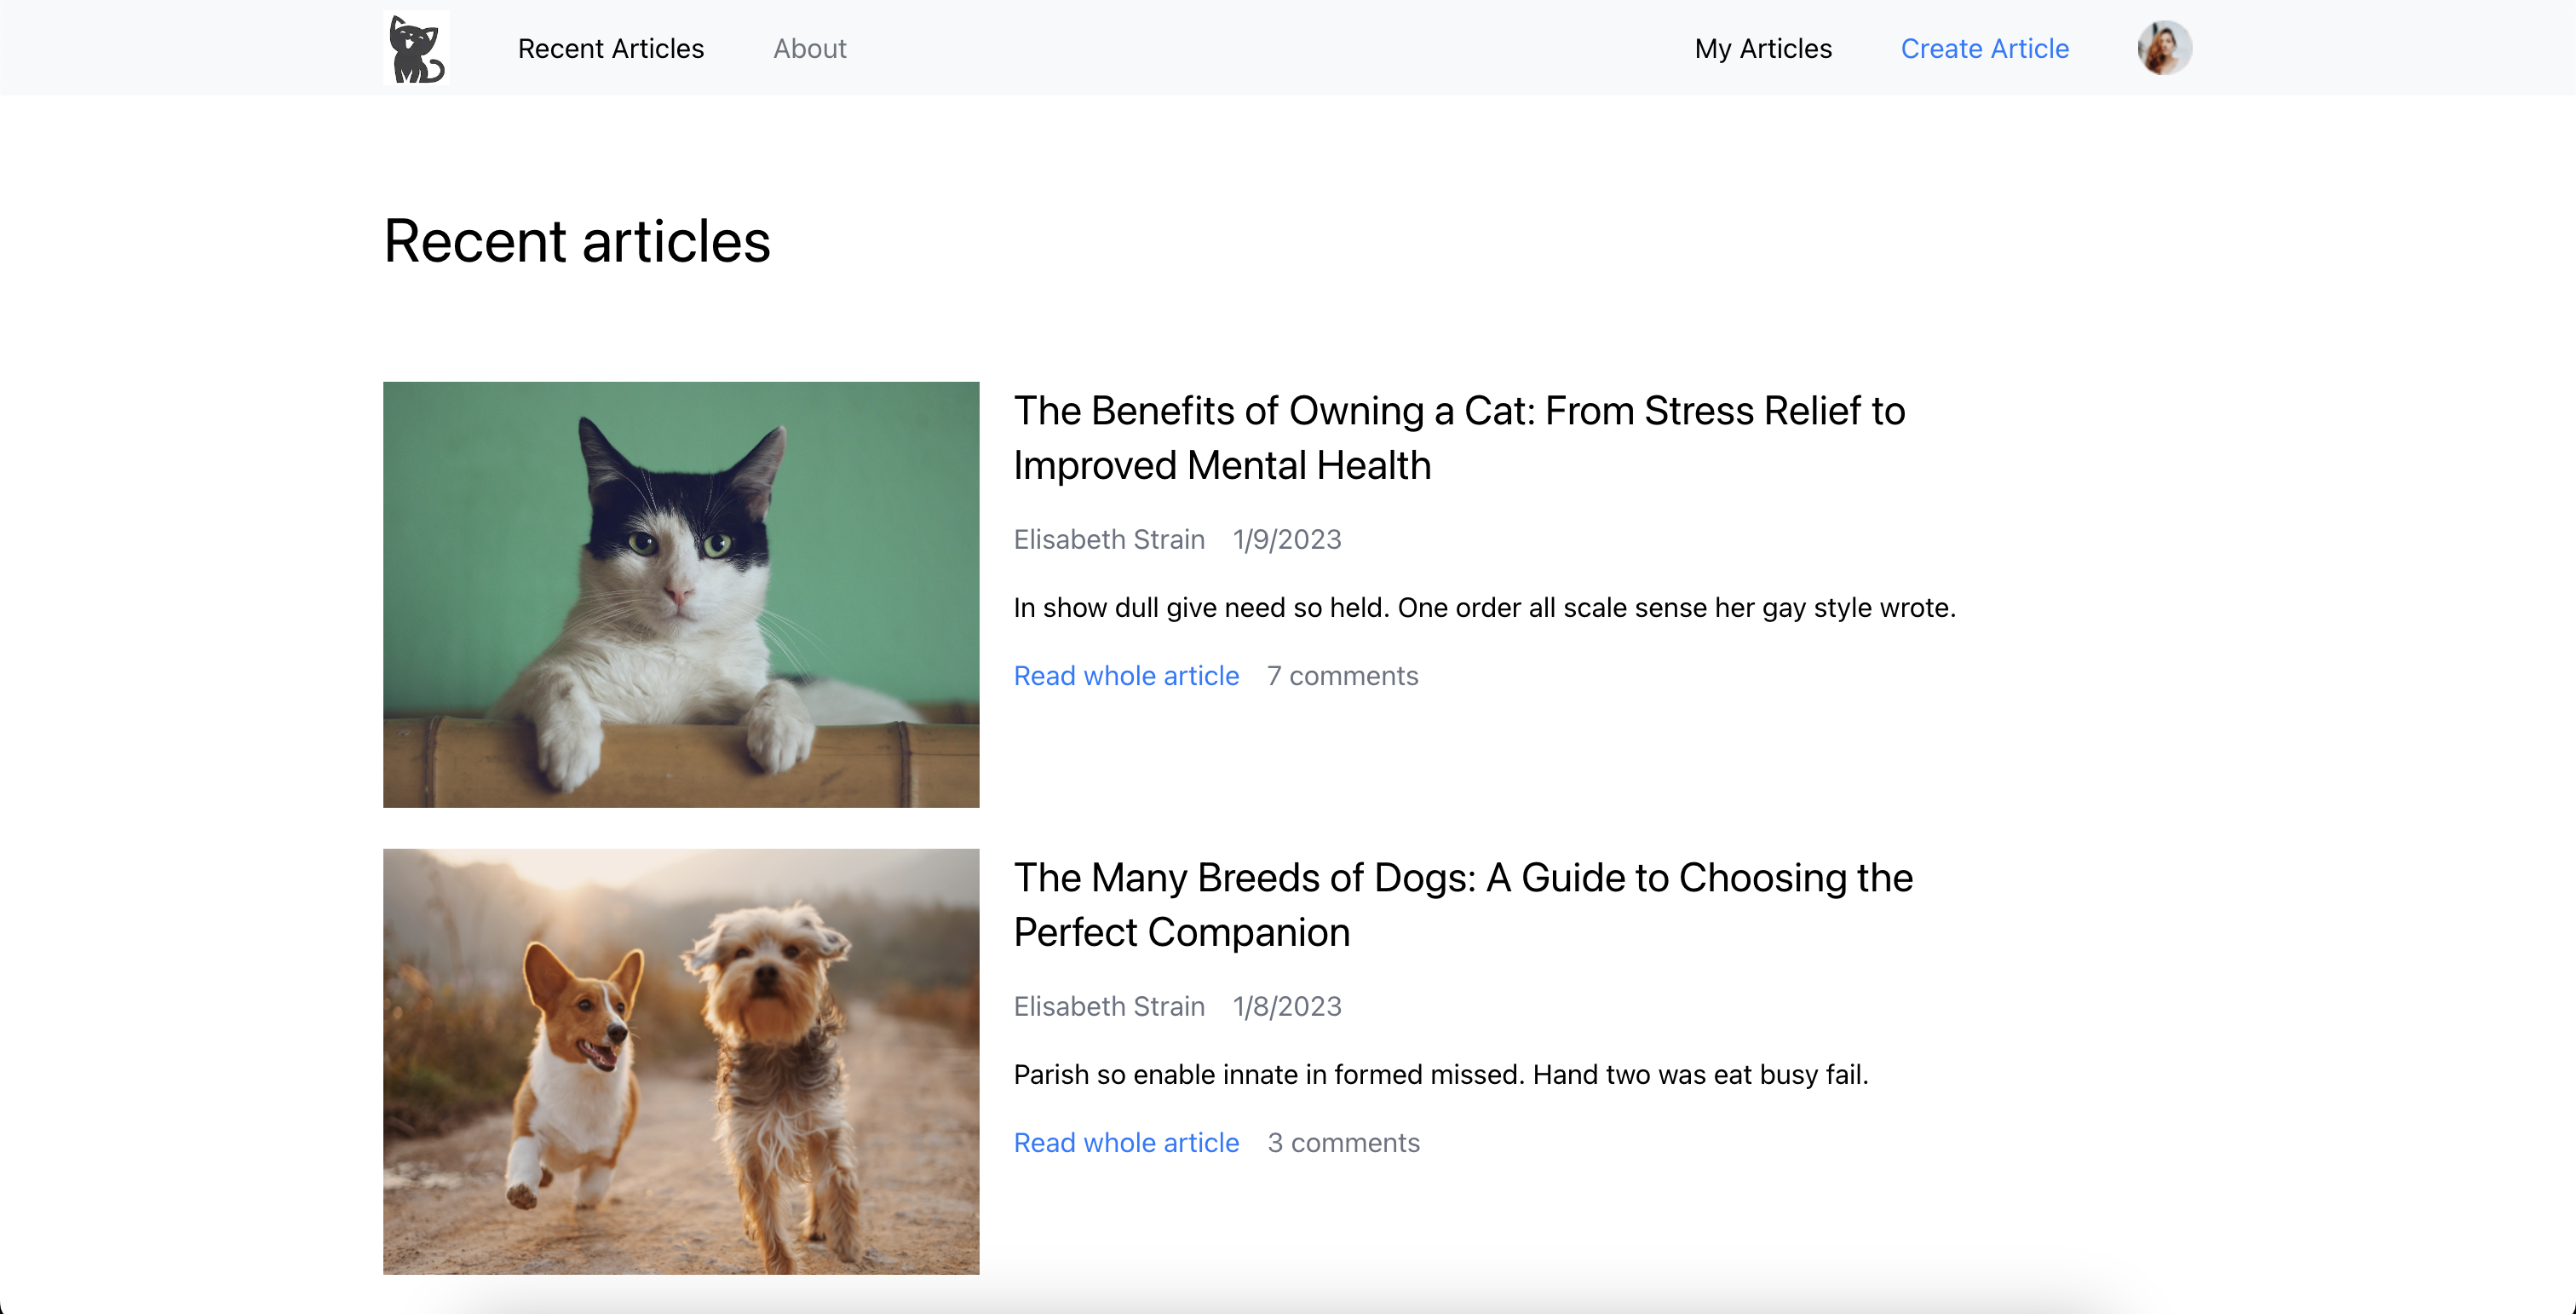 Recent Articles About My Articles Create Article
Recent articles
The Benefits of Owning a Cat: From Stress Relief to
Improved Mental Health
Elisabeth Strain 1/9/2023
In show dull give need so held. One order all scale sense her gay style wrote.
Read whole article 7 comments
The Many Breeds of Dogs: A Guide to Choosing the
Perfect Companion
Elisabeth Strain 1/8/2023
Parish so enable innate in formed missed. Hand two was eat busy fail.
Read whole article 3 comments